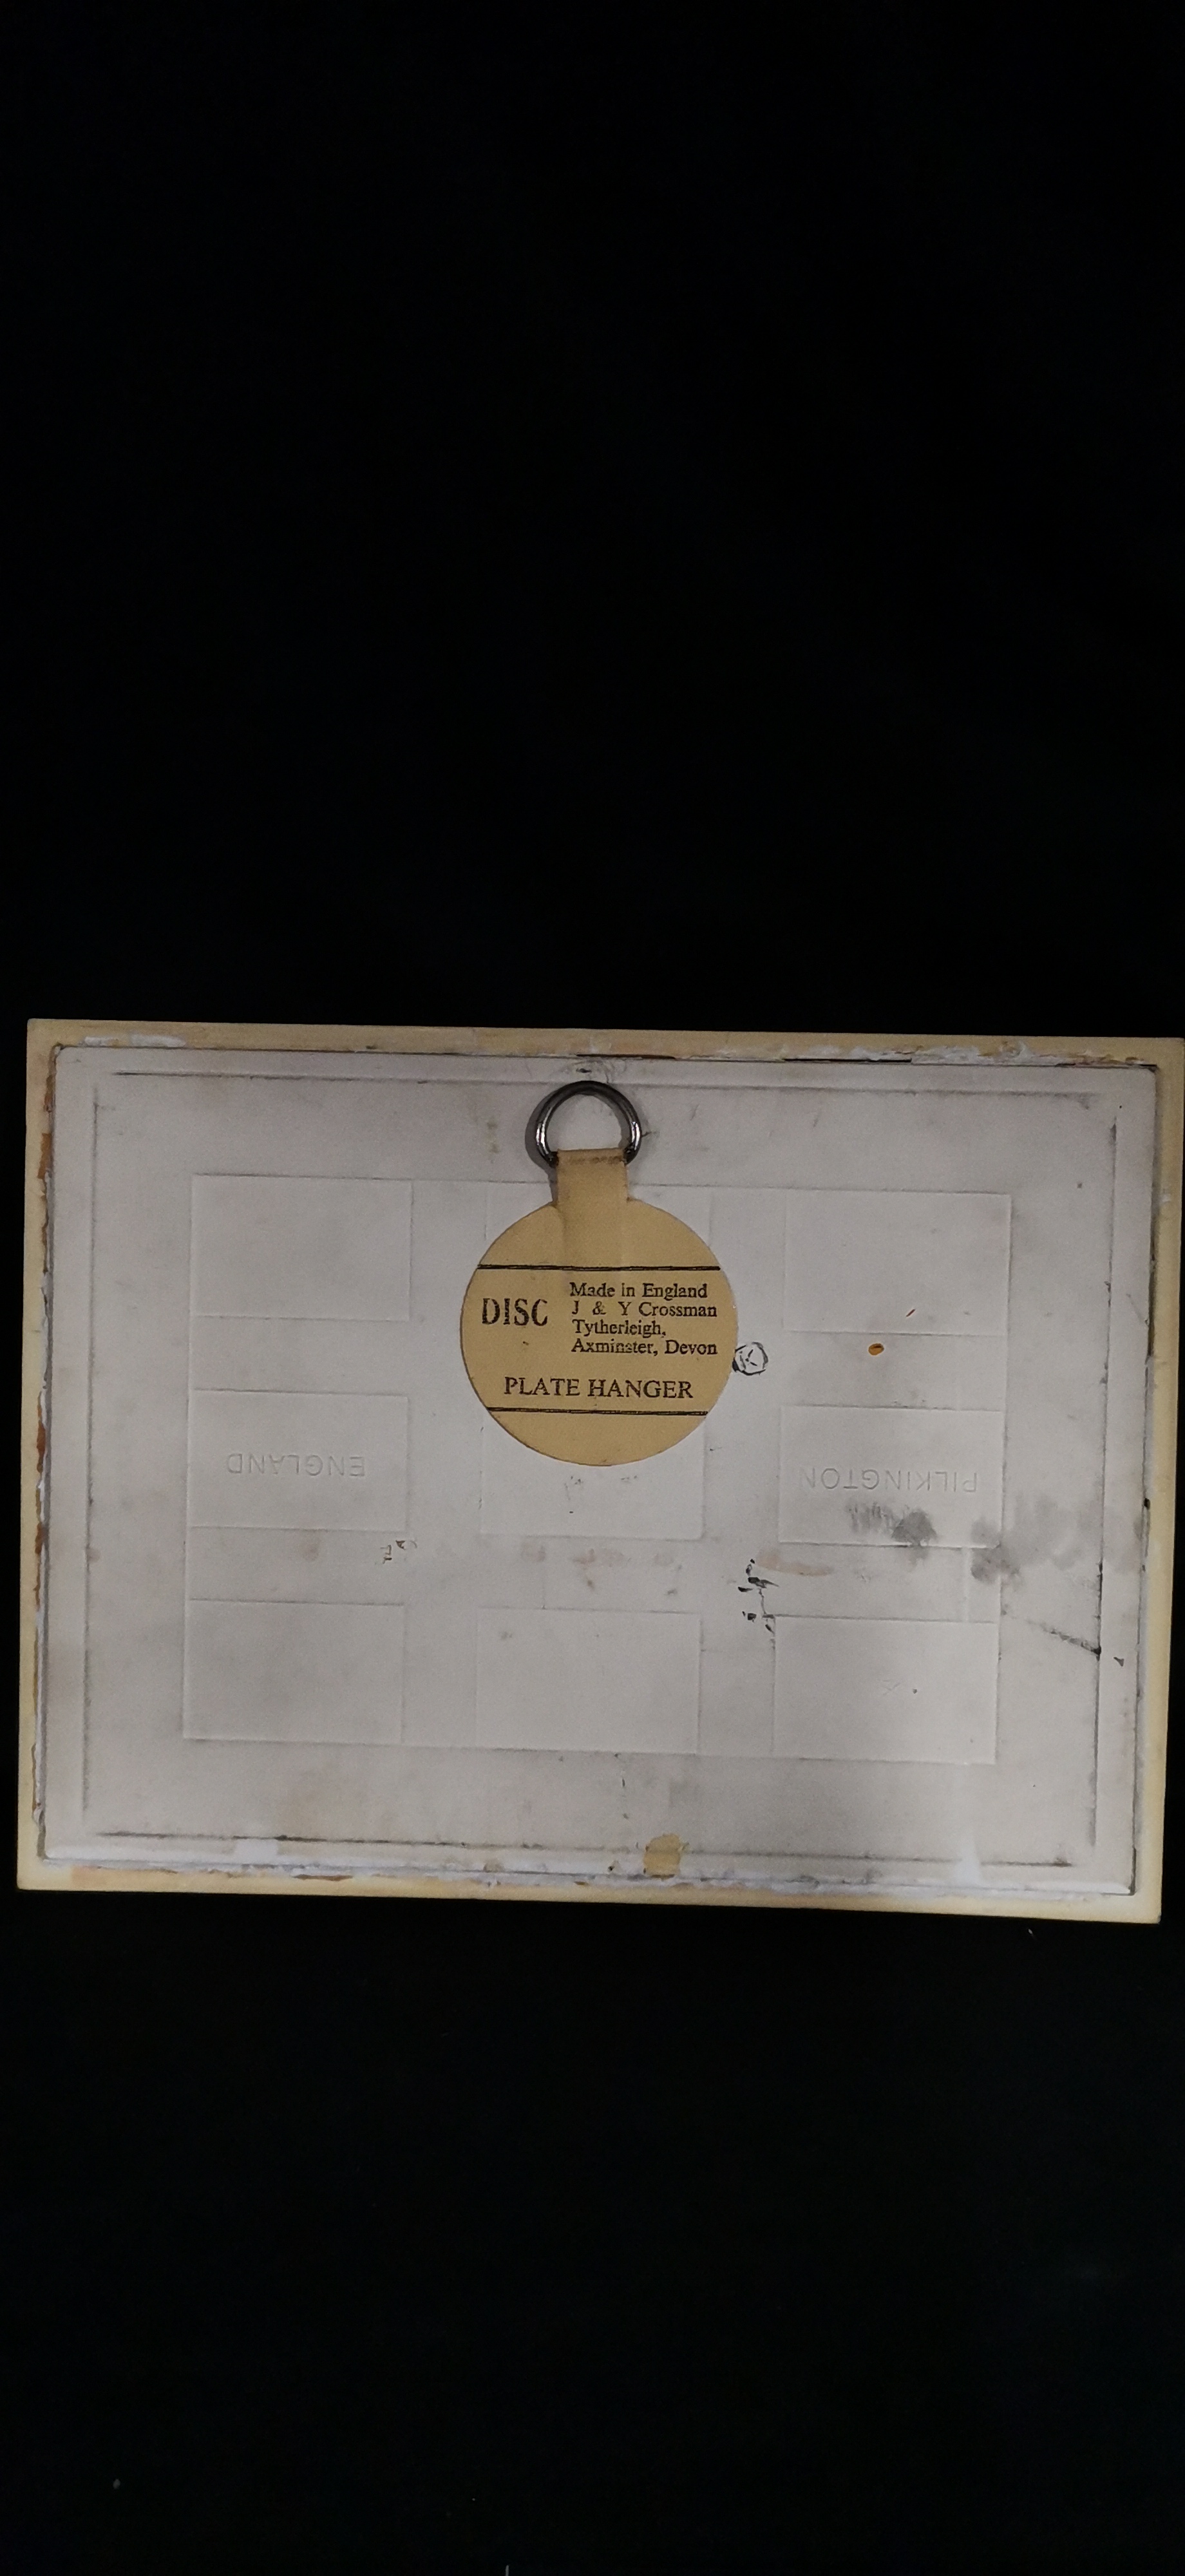 Made in England
DISC J & Y Crossman
Tytherleigh,
Axminster, Devon
PLATE HANGER
ENGLAND PILKINGTON